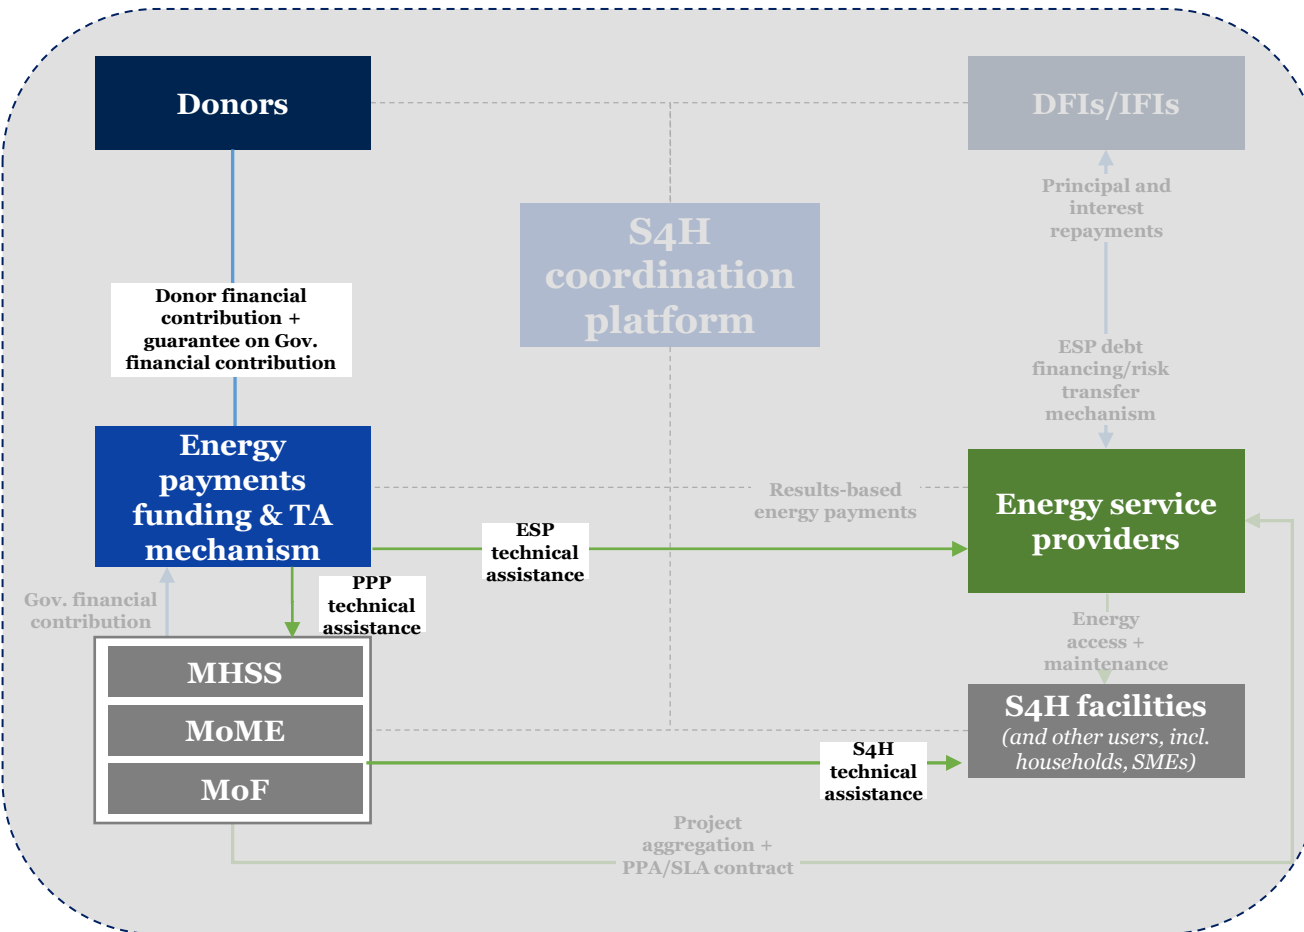 Donors
DFIs/IFIs
Principal and
interest
repayments
S4H
coordination
platform
Donor financial
contribution +
guarantee on Gov.
financial contribution
ESP debt
financing/risk
transfer
mechanism
Energy
payments
funding & TA
mechanism
Results-based
energy payments
Energy service
providers
ESP
technical
assistance
PPP
technical
assistance
Gov. financial
contribution
Energy
access +
maintenance
MHSS
MoME
MoF
S4H facilities
(and other users, incl.
households, SMEs)
S4H
technical
assistance
Project
aggregation +
PPA/SLA contract